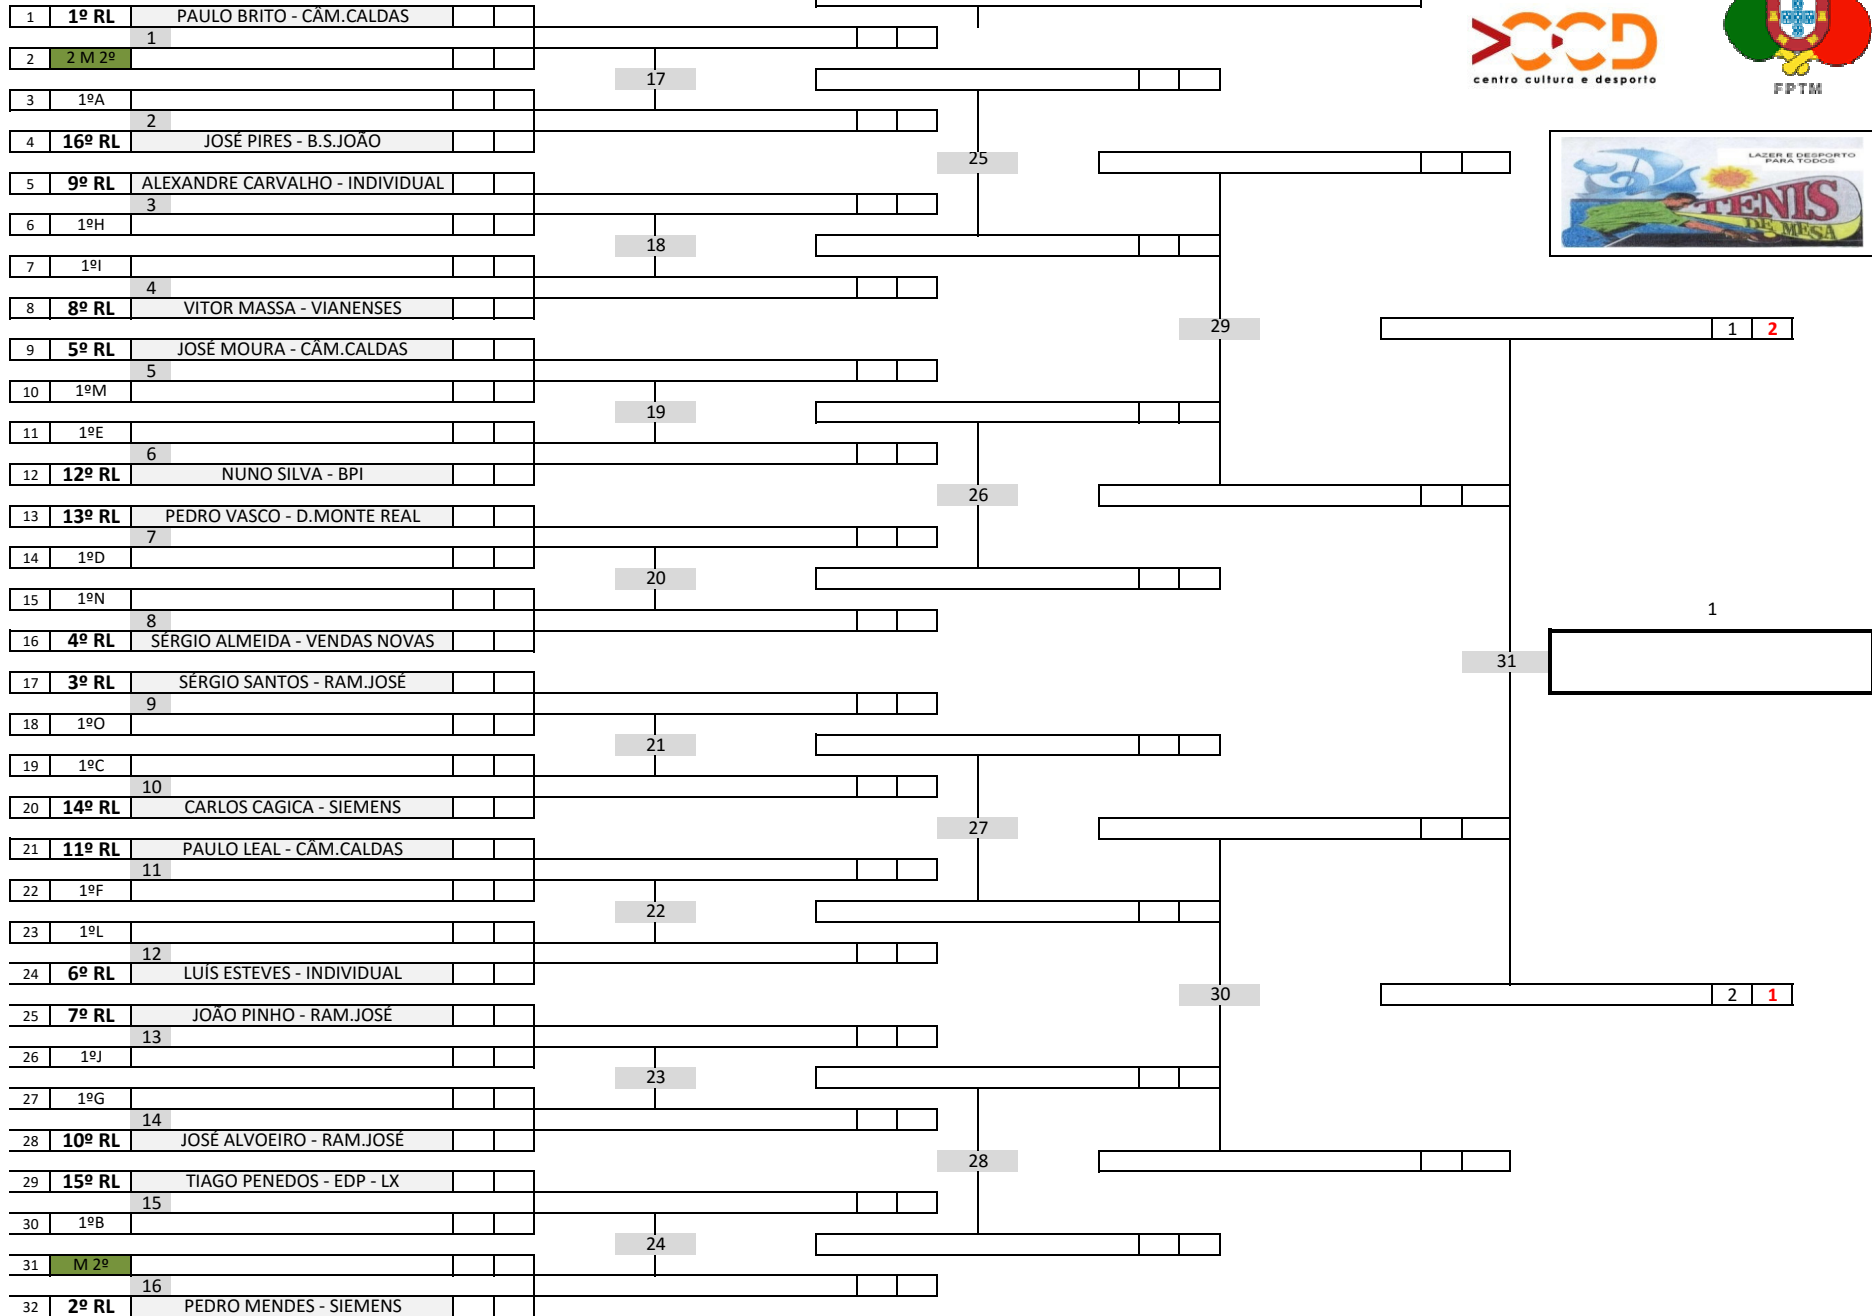 1 1º RL PAULO BRITO - CÂM.CALDAS
1
2 2 M 2º
17
3 1ºA
2
4 16º RL JOSÉ PIRES - B.S.JOÃO
25
5 9º RL ALEXANDRE CARVALHO - INDIVIDUAL
3
6 1ºH
18
7 1ºI
4
8 8º RL VITOR MASSA - VIANENSES
29
1 2
9 5º RL JOSÉ MOURA - CÂM.CALDAS
5
10 1ºM
19
11 1ºE
6
12 12º RL NUNO SILVA - BPI
26
13 13º RL PEDRO VASCO - D.MONTE REAL
7
14 1ºD
20
15 1ºN
1
8
16 4º RL SÉRGIO ALMEIDA - VENDAS NOVAS
31
17 3º RL SÉRGIO SANTOS - RAM.JOSÉ
9
18 1ºO
21
19 1ºC
10
20 14º RL CARLOS CAGICA - SIEMENS
27
21 11º RL PAULO LEAL - CÂM.CALDAS
11
22 1ºF
22
23 1ºL
12
24 6º RL LUÍS ESTEVES - INDIVIDUAL
30
2 1
25 7º RL JOÃO PINHO - RAM.JOSÉ
13
26 1ºJ
23
27 1ºG
14
28 10º RL JOSÉ ALVOEIRO - RAM.JOSÉ
28
29 15º RL TIAGO PENEDOS - EDP - LX
15
30 1ºB
24
31 M 2º
16
32 2º RL PEDRO MENDES - SIEMENS
CCD
centro cultura e desporto
FPTM
LAZER E DESPORTO
PARA TODOS
TENIS
DE MESA